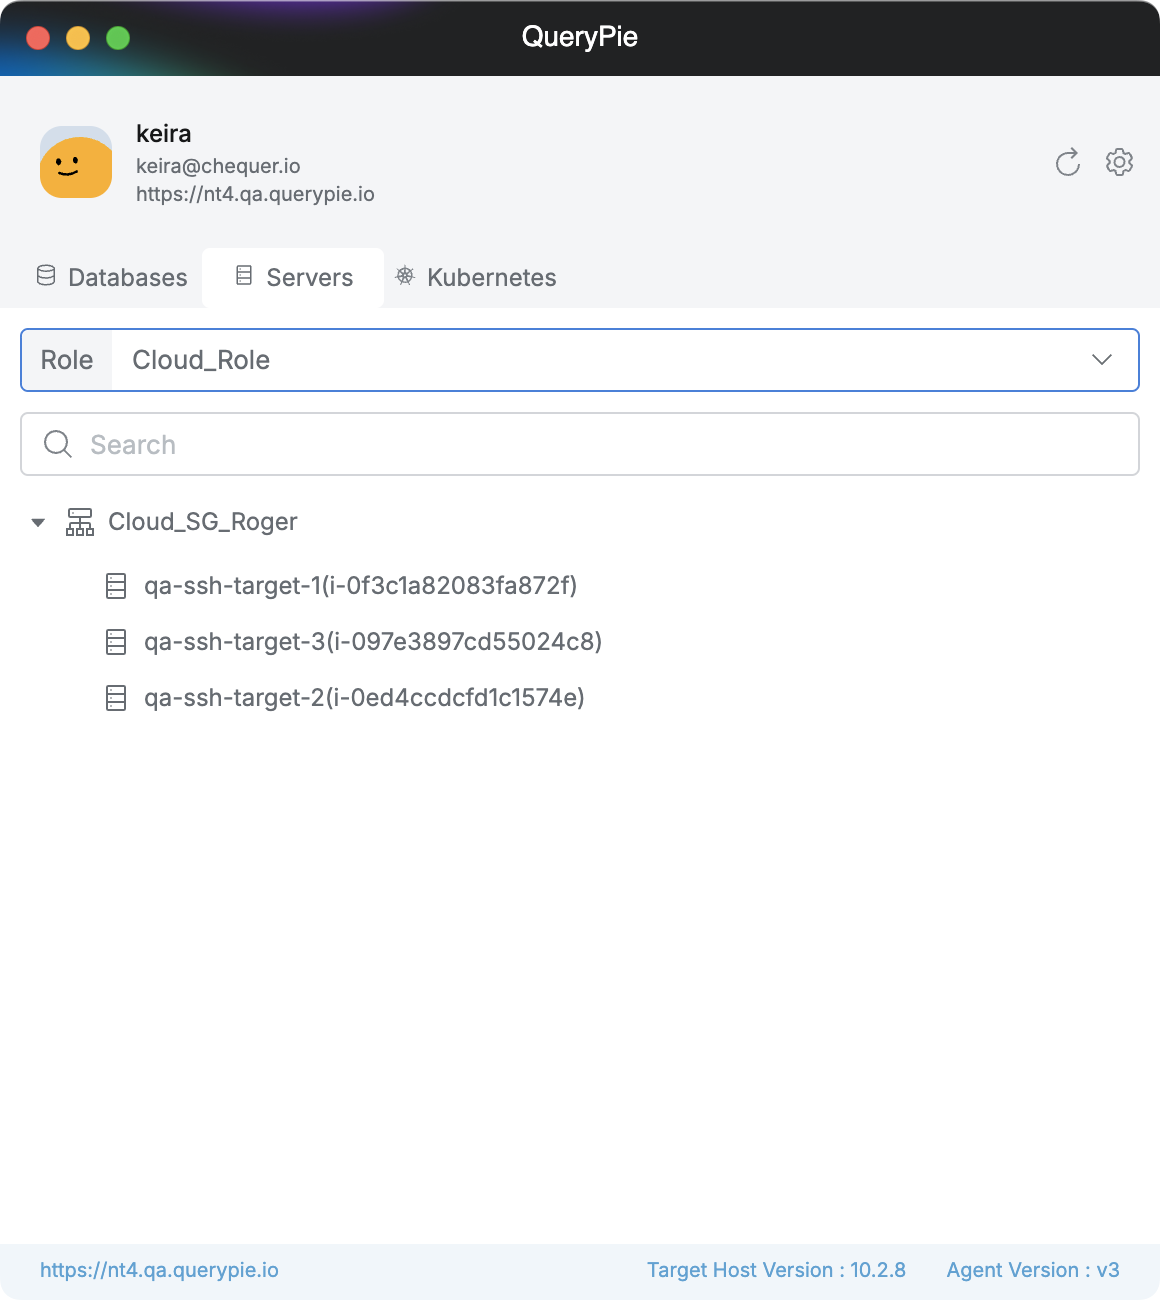 QueryPie
keira
keira@chequer.io
https://nt4.qa.querypie.io
Databases Servers Kubernetes
Role Cloud_Role
Search
Cloud_SG_Roger
qa-ssh-target-1(i-0f3c1a82083fa872f)
qa-ssh-target-3(i-097e3897cd55024c8)
qa-ssh-target-2(i-0ed4ccdcfd1c1574e)
https://nt4.qa.querypie.io Target Host Version : 10.2.8 Agent Version : v3